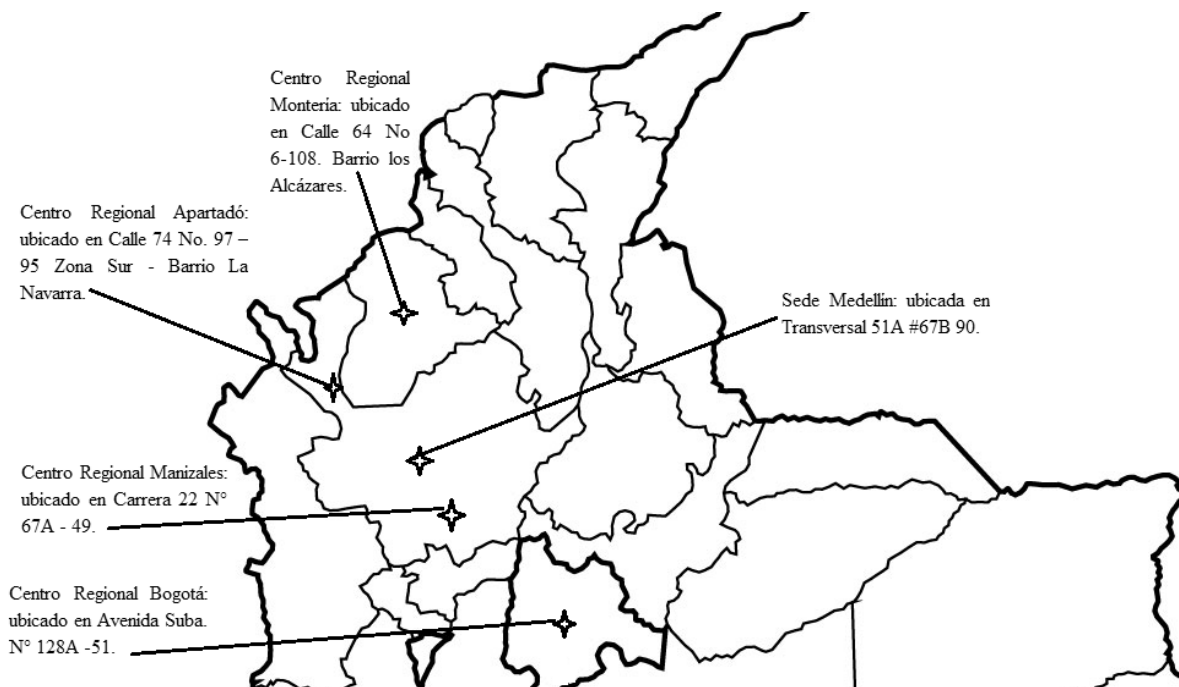 Centro Regional
Montería: ubicado
en Calle 64 No
6-108. Barrio los
Alcázares.
Centro Regional Apartadó:
ubicado en Calle 74 No. 97 –
95 Zona Sur - Barrio La
Navarra.
Sede Medellín: ubicada en
Transversal 51A #67B 90.
Centro Regional Manizales:
ubicado en Carrera 22 N°
67A - 49.
Centro Regional Bogotá:
ubicado en Avenida Suba.
N° 128A -51.